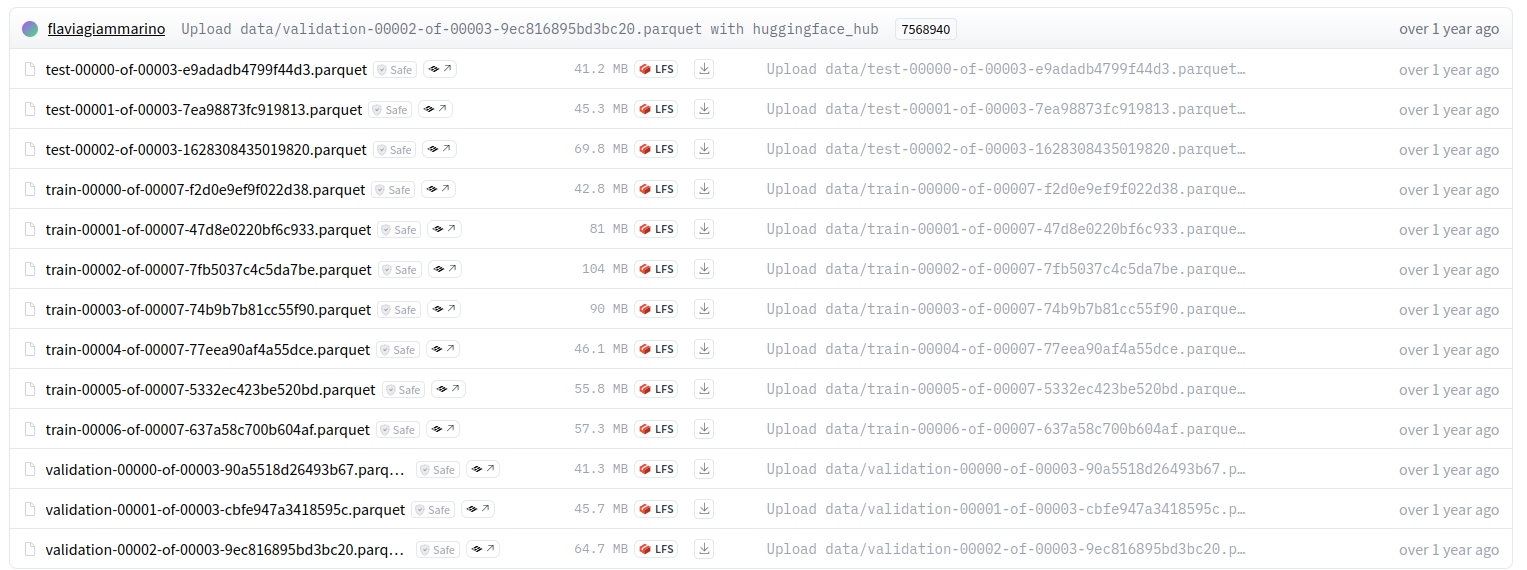 flaviagiammarino Upload data/validation-00002-of-00003-9ec816895bd3bc20.parquet with huggingface_hub 7568940 over 1 year ago
test-00000-of-00003-e9adadb4799f44d3.parquet Safe 41.2 MB LFS Upload data/test-00000-of-00003-e9adadb4799f44d3.parquet… over 1 year ago
test-00001-of-00003-7ea98873fc919813.parquet Safe 45.3 MB LFS Upload data/test-00001-of-00003-7ea98873fc919813.parquet… over 1 year ago
test-00002-of-00003-1628308435019820.parquet Safe 69.8 MB LFS Upload data/test-00002-of-00003-1628308435019820.parquet… over 1 year ago
train-00000-of-00007-f2d0e9ef9f022d38.parquet Safe 42.8 MB LFS Upload data/train-00000-of-00007-f2d0e9ef9f022d38.parque… over 1 year ago
train-00001-of-00007-47d8e0220bf6c933.parquet Safe 81 MB LFS Upload data/train-00001-of-00007-47d8e0220bf6c933.parque… over 1 year ago
train-00002-of-00007-7fb5037c4c5da7be.parquet Safe 104 MB LFS Upload data/train-00002-of-00007-7fb5037c4c5da7be.parque… over 1 year ago
train-00003-of-00007-74b9b7b81cc55f90.parquet Safe 90 MB LFS Upload data/train-00003-of-00007-74b9b7b81cc55f90.parque… over 1 year ago
train-00004-of-00007-77eea90af4a55dce.parquet Safe 46.1 MB LFS Upload data/train-00004-of-00007-77eea90af4a55dce.parque… over 1 year ago
train-00005-of-00007-5332ec423be520bd.parquet Safe 55.8 MB LFS Upload data/train-00005-of-00007-5332ec423be520bd.parque… over 1 year ago
train-00006-of-00007-637a58c700b604af.parquet Safe 57.3 MB LFS Upload data/train-00006-of-00007-637a58c700b604af.parque… over 1 year ago
validation-00000-of-00003-90a5518d26493b67.parq… Safe 41.3 MB LFS Upload data/validation-00000-of-00003-90a5518d26493b67.p… over 1 year ago
validation-00001-of-00003-cbfe947a3418595c.parquet Safe 45.7 MB LFS Upload data/validation-00001-of-00003-cbfe947a3418595c.p… over 1 year ago
validation-00002-of-00003-9ec816895bd3bc20.parq… Safe 64.7 MB LFS Upload data/validation-00002-of-00003-9ec816895bd3bc20.p… over 1 year ago